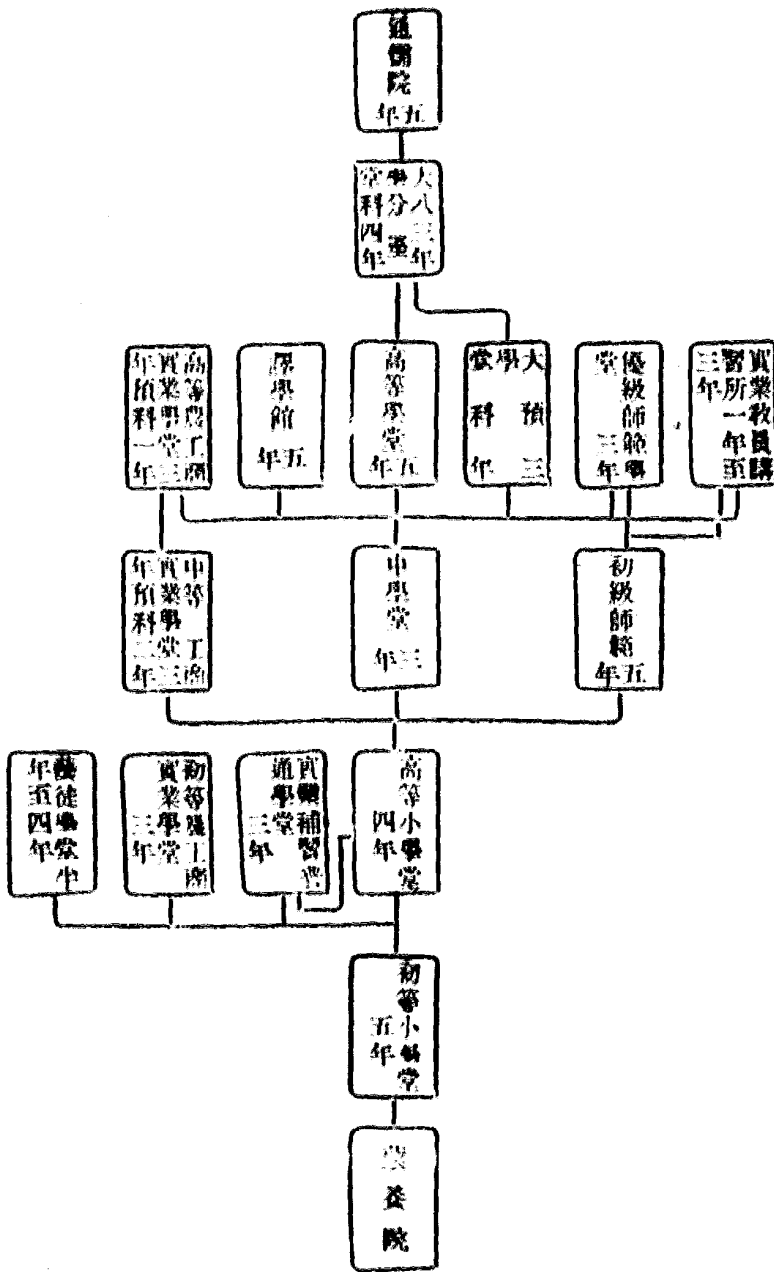 通儒院
五年
大學堂
八分科
三年至四年
實業教員講
習所一年至
三年
優級師範學
堂 三年
大學堂
預科
三年
高等學堂
五年
譯學館
五年
高等農工商
實業學堂三
年預科一年
初級師範
五年
中學堂
三年
中等 工商
實業學堂三
年預科二年
高等小學堂
四年
實業補習普
通學堂
三年
初等農工商
實業學堂
三年
藝徒學堂半
年至四年
初等小學堂
五年
蒙養院